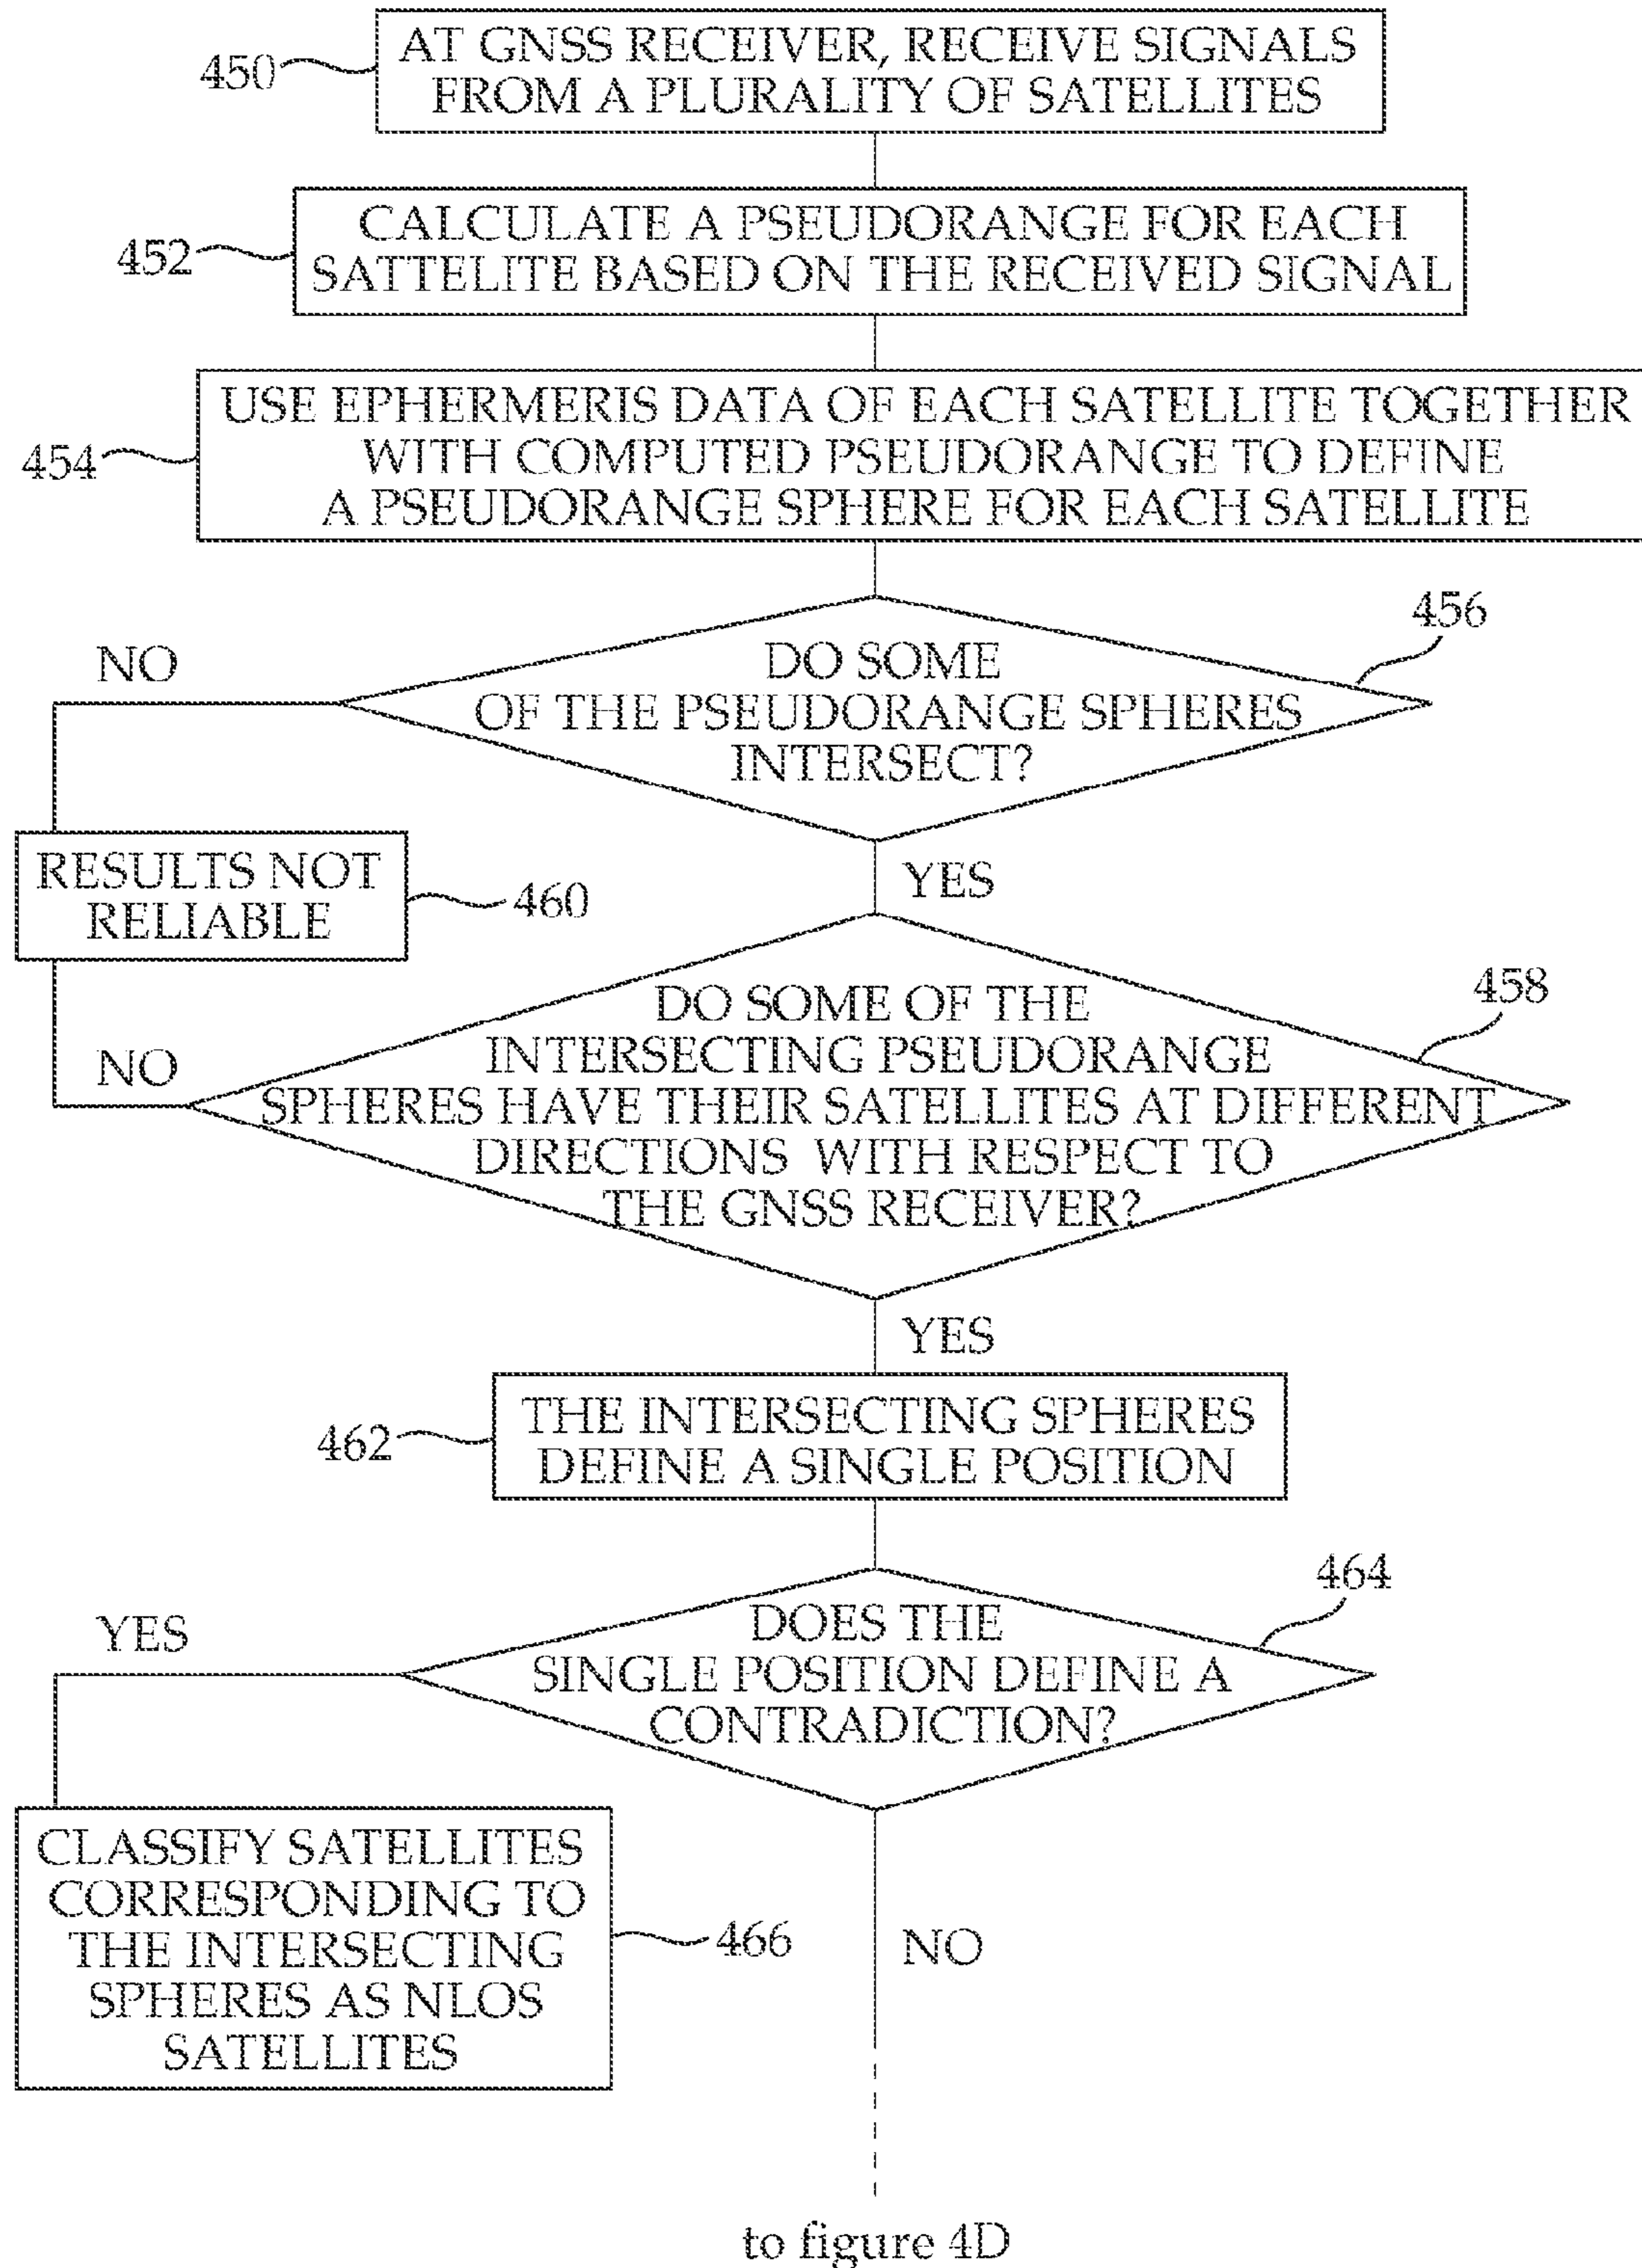 450
AT GNSS RECEIVER, RECEIVE SIGNALS
FROM A PLURALITY OF SATELLITES
452
CALCULATE A PSEUDORANGE FOR EACH
SATTELITE BASED ON THE RECEIVED SIGNAL
454
USE EPHERMERIS DATA OF EACH SATELLITE TOGETHER
WITH COMPUTED PSEUDORANGE TO DEFINE
A PSEUDORANGE SPHERE FOR EACH SATELLITE
456
NO
DO SOME
OF THE PSEUDORANGE SPHERES
INTERSECT?
RESULTS NOT
RELIABLE
460
YES
458
NO
DO SOME OF THE
INTERSECTING PSEUDORANGE
SPHERES HAVE THEIR SATELLITES AT DIFFERENT
DIRECTIONS WITH RESPECT TO
THE GNSS RECEIVER?
YES
462
THE INTERSECTING SPHERES
DEFINE A SINGLE POSITION
464
YES
DOES THE
SINGLE POSITION DEFINE A
CONTRADICTION?
CLASSIFY SATELLITES
CORRESPONDING TO
THE INTERSECTING
SPHERES AS NLOS
SATELLITES
466
NO
to figure 4D